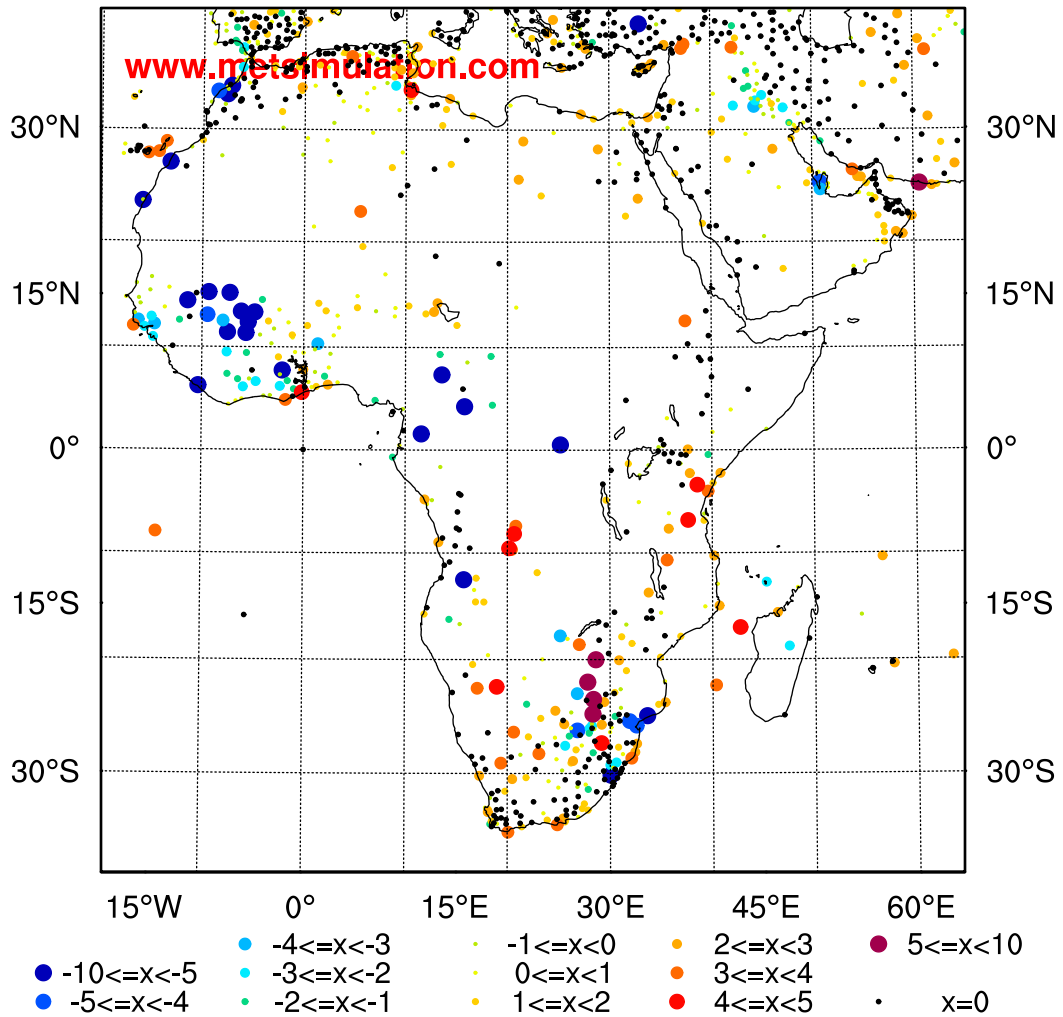 www.metsimulation.com
30°N 30°N
15°N 15°N
0° 0°
15°S 15°S
30°S 30°S
15°W 0° 15°E 30°E 45°E 60°E
-4<=x<-3 -1<=x<0 2<=x<3 5<=x<10
-10<=x<-5 -3<=x<-2 0<=x<1 3<=x<4
-5<=x<-4 -2<=x<-1 1<=x<2 4<=x<5 x=0